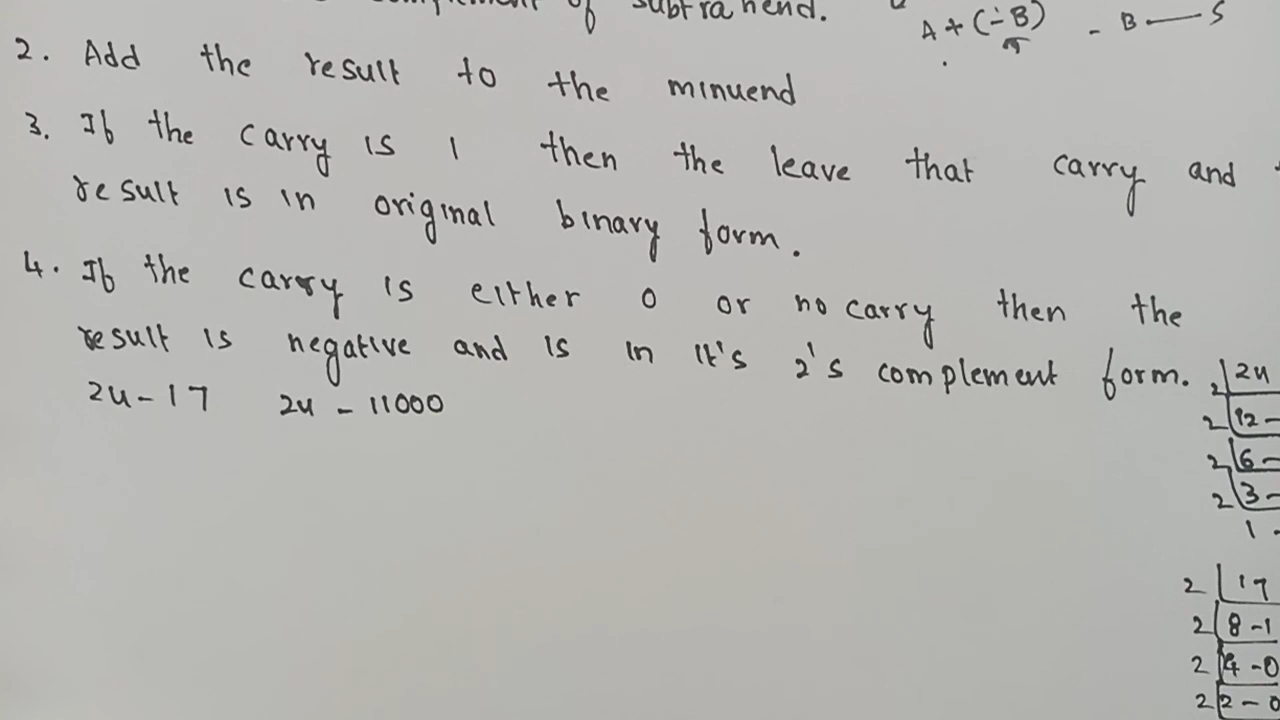 complement of subtrahend.
A + (-B) - B — S
2. Add the result to the minuend
3. If the carry is 1 then the leave that carry and
result is in original binary form.
4. If the carry is either 0 or no carry then the
result is negative and is in it's 2's complement form.
24-17 24 - 11000
2 24
2 12 -
2 6 -
2 3 -
1 -
2 17
2 8 -1
2 4 -0
2 2 - 0